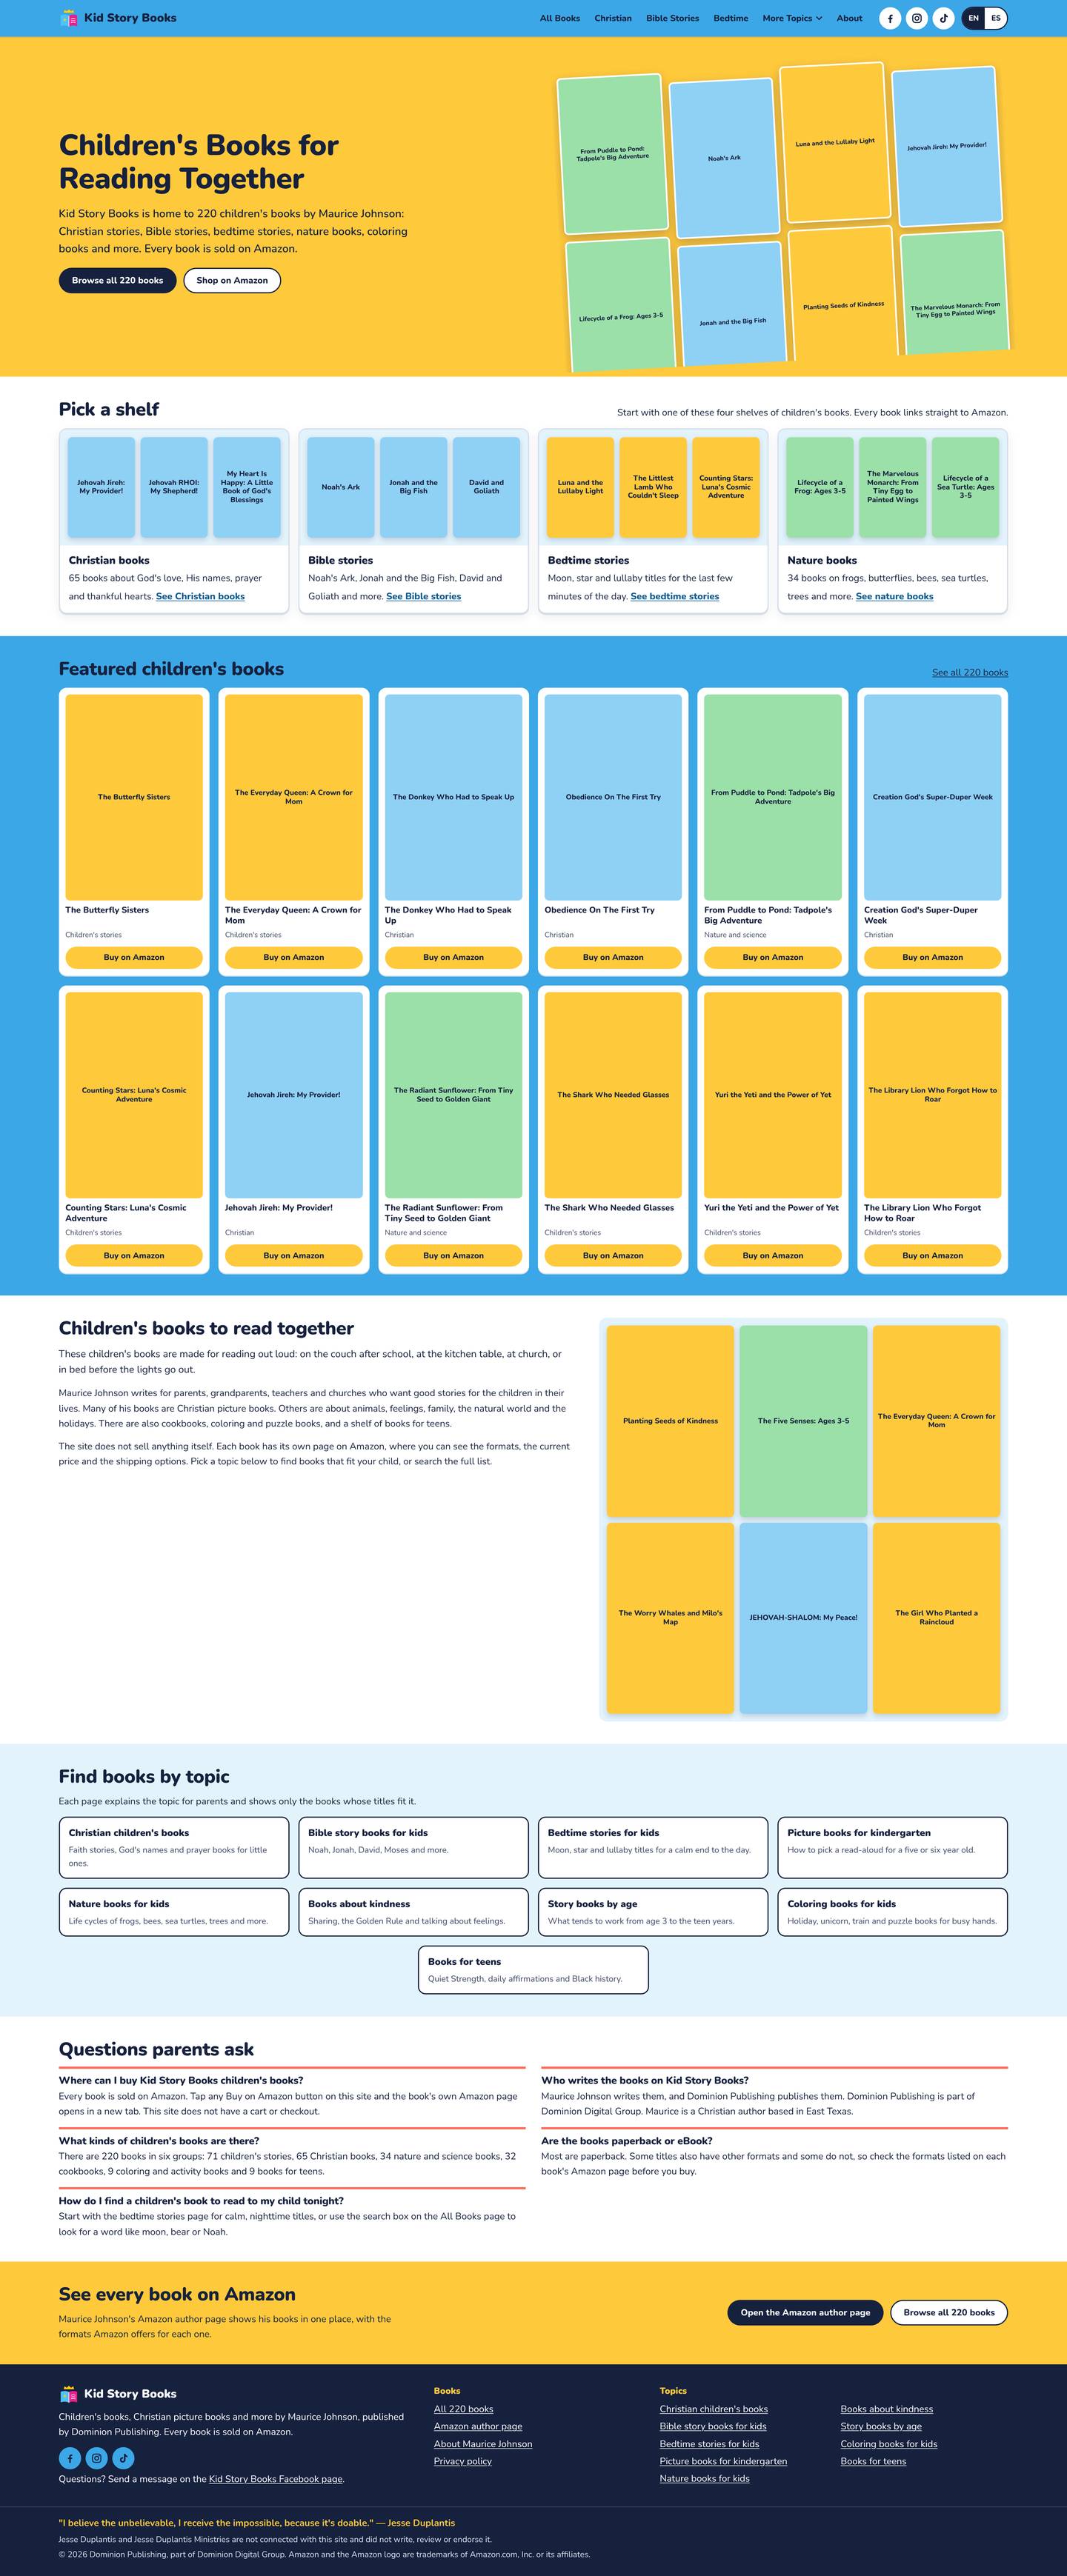 Kid Story Books
All Books
Christian
Bible Stories
Bedtime
More Topics
About
EN
ES
Children's Books for
Reading Together
Kid Story Books is home to 220 children's books by Maurice Johnson:
Christian stories, Bible stories, bedtime stories, nature books, coloring
books and more. Every book is sold on Amazon.
Browse all 220 books
Shop on Amazon
From Puddle to Pond:
Tadpole's Big Adventure
Noah's Ark
Luna and the Lullaby Light
Jehovah Jireh: My Provider!
Lifecycle of a Frog: Ages 3-5
Jonah and the Big Fish
Planting Seeds of Kindness
The Marvelous Monarch: From
Tiny Egg to Painted Wings
Pick a shelf
Start with one of these four shelves of children's books. Every book links straight to Amazon.
Jehovah Jireh:
My Provider!
Jehovah RHOI:
My Shepherd!
My Heart Is
Happy: A Little
Book of God's
Blessings
Christian books
65 books about God's love, His names, prayer
and thankful hearts. See Christian books
Noah's Ark
Jonah and the
Big Fish
David and
Goliath
Bible stories
Noah's Ark, Jonah and the Big Fish, David and
Goliath and more. See Bible stories
Luna and the
Lullaby Light
The Littlest
Lamb Who
Couldn't Sleep
Counting Stars:
Luna's Cosmic
Adventure
Bedtime stories
Moon, star and lullaby titles for the last few
minutes of the day. See bedtime stories
Lifecycle of a
Frog: Ages 3-5
The Marvelous
Monarch: From
Tiny Egg to
Painted Wings
Lifecycle of a
Sea Turtle: Ages
3-5
Nature books
34 books on frogs, butterflies, bees, sea turtles,
trees and more. See nature books
Featured children's books
See all 220 books
The Butterfly Sisters
The Butterfly Sisters
Children's stories
Buy on Amazon
The Everyday Queen: A Crown for
Mom
The Everyday Queen: A Crown for
Mom
Children's stories
Buy on Amazon
The Donkey Who Had to Speak Up
The Donkey Who Had to Speak
Up
Christian
Buy on Amazon
Obedience On The First Try
Obedience On The First Try
Christian
Buy on Amazon
From Puddle to Pond: Tadpole's Big
Adventure
From Puddle to Pond: Tadpole's
Big Adventure
Nature and science
Buy on Amazon
Creation God's Super-Duper Week
Creation God's Super-Duper
Week
Christian
Buy on Amazon
Counting Stars: Luna's Cosmic
Adventure
Counting Stars: Luna's Cosmic
Adventure
Children's stories
Buy on Amazon
Jehovah Jireh: My Provider!
Jehovah Jireh: My Provider!
Christian
Buy on Amazon
The Radiant Sunflower: From Tiny
Seed to Golden Giant
The Radiant Sunflower: From
Tiny Seed to Golden Giant
Nature and science
Buy on Amazon
The Shark Who Needed Glasses
The Shark Who Needed Glasses
Children's stories
Buy on Amazon
Yuri the Yeti and the Power of Yet
Yuri the Yeti and the Power of Yet
Children's stories
Buy on Amazon
The Library Lion Who Forgot How to
Roar
The Library Lion Who Forgot
How to Roar
Children's stories
Buy on Amazon
Children's books to read together
These children's books are made for reading out loud: on the couch after school, at the kitchen table, at church, or
in bed before the lights go out.
Maurice Johnson writes for parents, grandparents, teachers and churches who want good stories for the children in their
lives. Many of his books are Christian picture books. Others are about animals, feelings, family, the natural world and the
holidays. There are also cookbooks, coloring and puzzle books, and a shelf of books for teens.
The site does not sell anything itself. Each book has its own page on Amazon, where you can see the formats, the current
price and the shipping options. Pick a topic below to find books that fit your child, or search the full list.
Planting Seeds of Kindness
The Five Senses: Ages 3-5
The Everyday Queen: A Crown for
Mom
The Worry Whales and Milo's
Map
JEHOVAH-SHALOM: My Peace!
The Girl Who Planted a
Raincloud
Find books by topic
Each page explains the topic for parents and shows only the books whose titles fit it.
Christian children's books
Faith stories, God's names and prayer books for little
ones.
Bible story books for kids
Noah, Jonah, David, Moses and more.
Bedtime stories for kids
Moon, star and lullaby titles for a calm end to the day.
Picture books for kindergarten
How to pick a read-aloud for a five or six year old.
Nature books for kids
Life cycles of frogs, bees, sea turtles, trees and more.
Books about kindness
Sharing, the Golden Rule and talking about feelings.
Story books by age
What tends to work from age 3 to the teen years.
Coloring books for kids
Holiday, unicorn, train and puzzle books for busy hands.
Books for teens
Quiet Strength, daily affirmations and Black history.
Questions parents ask
Where can I buy Kid Story Books children's books?
Every book is sold on Amazon. Tap any Buy on Amazon button on this site and the book's own Amazon page
opens in a new tab. This site does not have a cart or checkout.
Who writes the books on Kid Story Books?
Maurice Johnson writes them, and Dominion Publishing publishes them. Dominion Publishing is part of
Dominion Digital Group. Maurice is a Christian author based in East Texas.
What kinds of children's books are there?
There are 220 books in six groups: 71 children's stories, 65 Christian books, 34 nature and science books, 32
cookbooks, 9 coloring and activity books and 9 books for teens.
Are the books paperback or eBook?
Most are paperback. Some titles also have other formats and some do not, so check the formats listed on each
book's Amazon page before you buy.
How do I find a children's book to read to my child tonight?
Start with the bedtime stories page for calm, nighttime titles, or use the search box on the All Books page to
look for a word like moon, bear or Noah.
See every book on Amazon
Maurice Johnson's Amazon author page shows his books in one place, with the
formats Amazon offers for each one.
Open the Amazon author page
Browse all 220 books
Kid Story Books
Children's books, Christian picture books and more by Maurice Johnson, published
by Dominion Publishing. Every book is sold on Amazon.
Questions? Send a message on the Kid Story Books Facebook page.
Books
All 220 books
Amazon author page
About Maurice Johnson
Privacy policy
Topics
Christian children's books
Bible story books for kids
Bedtime stories for kids
Picture books for kindergarten
Nature books for kids
Books about kindness
Story books by age
Coloring books for kids
Books for teens
"I believe the unbelievable, I receive the impossible, because it's doable." — Jesse Duplantis
Jesse Duplantis and Jesse Duplantis Ministries are not connected with this site and did not write, review or endorse it.
© 2026 Dominion Publishing, part of Dominion Digital Group. Amazon and the Amazon logo are trademarks of Amazon.com, Inc. or its affiliates.